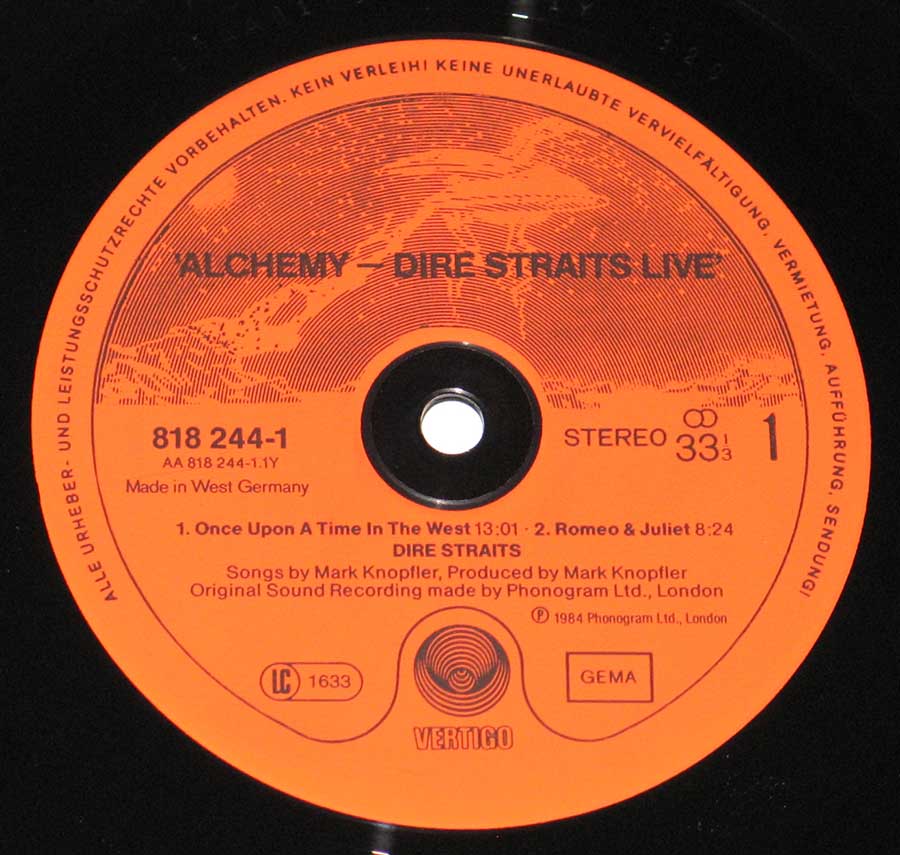 ALLE URHEBER- UND LEISTUNGSSCHUTZRECHTE VORBEHALTEN. KEIN VERLEIH! KEINE UNERLAUBTE VERVIELFÄLTIGUNG, VERMIETUNG, AUFFÜHRUNG, SENDUNG!
'ALCHEMY – DIRE STRAITS LIVE'
818 244-1
AA 818 244-1.1Y
Made in West Germany
STEREO 33 1/3 1
1. Once Upon A Time In The West 13:01 · 2. Romeo & Juliet 8:24
DIRE STRAITS
Songs by Mark Knopfler, Produced by Mark Knopfler
Original Sound Recording made by Phonogram Ltd., London
℗ 1984 Phonogram Ltd., London
LC 1633
GEMA
VERTIGO